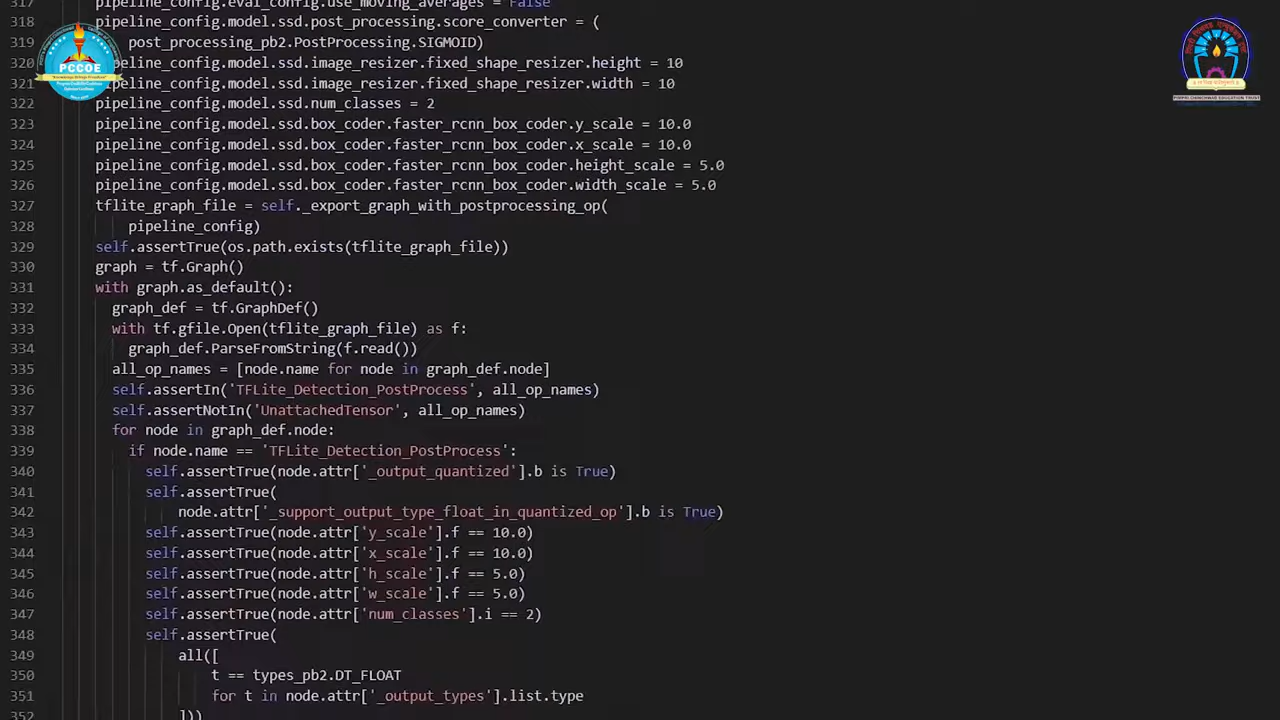 317 pipeline_config.eval_config.use_moving_averages = False
318 pipeline_config.model.ssd.post_processing.score_converter = (
319 post_processing_pb2.PostProcessing.SIGMOID)
320 pipeline_config.model.ssd.image_resizer.fixed_shape_resizer.height = 10
321 pipeline_config.model.ssd.image_resizer.fixed_shape_resizer.width = 10
322 pipeline_config.model.ssd.num_classes = 2
323 pipeline_config.model.ssd.box_coder.faster_rcnn_box_coder.y_scale = 10.0
324 pipeline_config.model.ssd.box_coder.faster_rcnn_box_coder.x_scale = 10.0
325 pipeline_config.model.ssd.box_coder.faster_rcnn_box_coder.height_scale = 5.0
326 pipeline_config.model.ssd.box_coder.faster_rcnn_box_coder.width_scale = 5.0
327 tflite_graph_file = self._export_graph_with_postprocessing_op(
328 pipeline_config)
329 self.assertTrue(os.path.exists(tflite_graph_file))
330 graph = tf.Graph()
331 with graph.as_default():
332 graph_def = tf.GraphDef()
333 with tf.gfile.Open(tflite_graph_file) as f:
334 graph_def.ParseFromString(f.read())
335 all_op_names = [node.name for node in graph_def.node]
336 self.assertIn('TFLite_Detection_PostProcess', all_op_names)
337 self.assertNotIn('UnattachedTensor', all_op_names)
338 for node in graph_def.node:
339 if node.name == 'TFLite_Detection_PostProcess':
340 self.assertTrue(node.attr['_output_quantized'].b is True)
341 self.assertTrue(
342 node.attr['_support_output_type_float_in_quantized_op'].b is True)
343 self.assertTrue(node.attr['y_scale'].f == 10.0)
344 self.assertTrue(node.attr['x_scale'].f == 10.0)
345 self.assertTrue(node.attr['h_scale'].f == 5.0)
346 self.assertTrue(node.attr['w_scale'].f == 5.0)
347 self.assertTrue(node.attr['num_classes'].i == 2)
348 self.assertTrue(
349 all([
350 t == types_pb2.DT_FLOAT
351 for t in node.attr['_output_types'].list.type
352 ]))
PCCOE